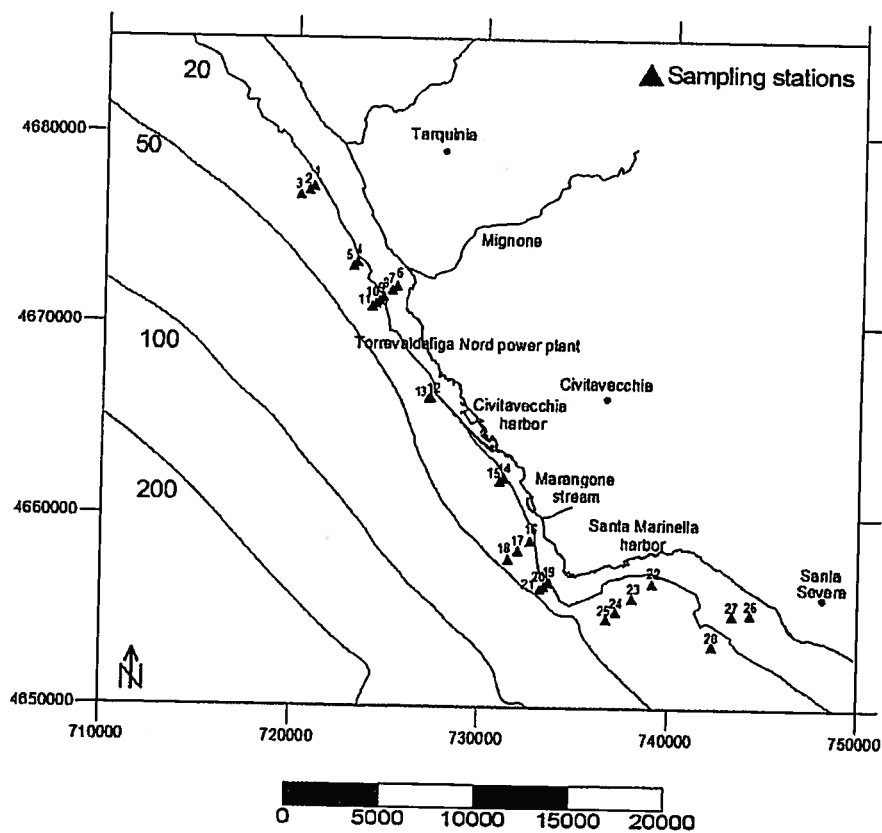 20
Sampling stations
4680000
50
Tarquinia
1
2
3
Mignone
4
5
6
7
8
9
10
11
4670000
100
Torrevaldaliga Nord power plant
12
13
Civitavecchia
Civitavecchia
harbor
200
14
15
Marangone
stream
4660000
16
17
18
Santa Marinella
harbor
19
20
21
22
23
24
25
Santa
Severa
27 26
28
N
4650000
710000 720000 730000 740000 750000
0 5000 10000 15000 20000